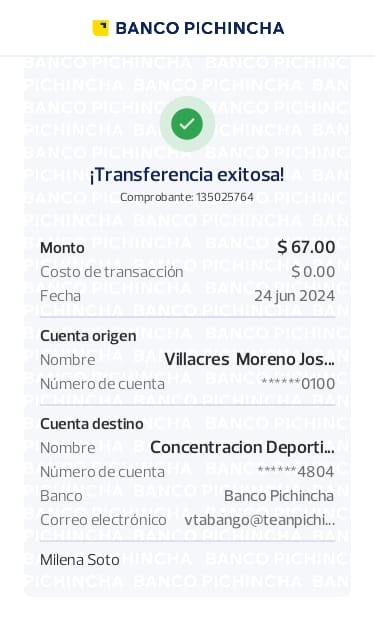 BANCO PICHINCHA
¡Transferencia exitosa!
Comprobante: 135025764
Monto $ 67.00
Costo de transacción $ 0.00
Fecha 24 jun 2024
Cuenta origen
Nombre Villacres Moreno Jos...
Número de cuenta ******0100
Cuenta destino
Nombre Concentracion Deporti...
Número de cuenta ******4804
Banco Banco Pichincha
Correo electrónico vtabango@teanpichi...
Milena Soto